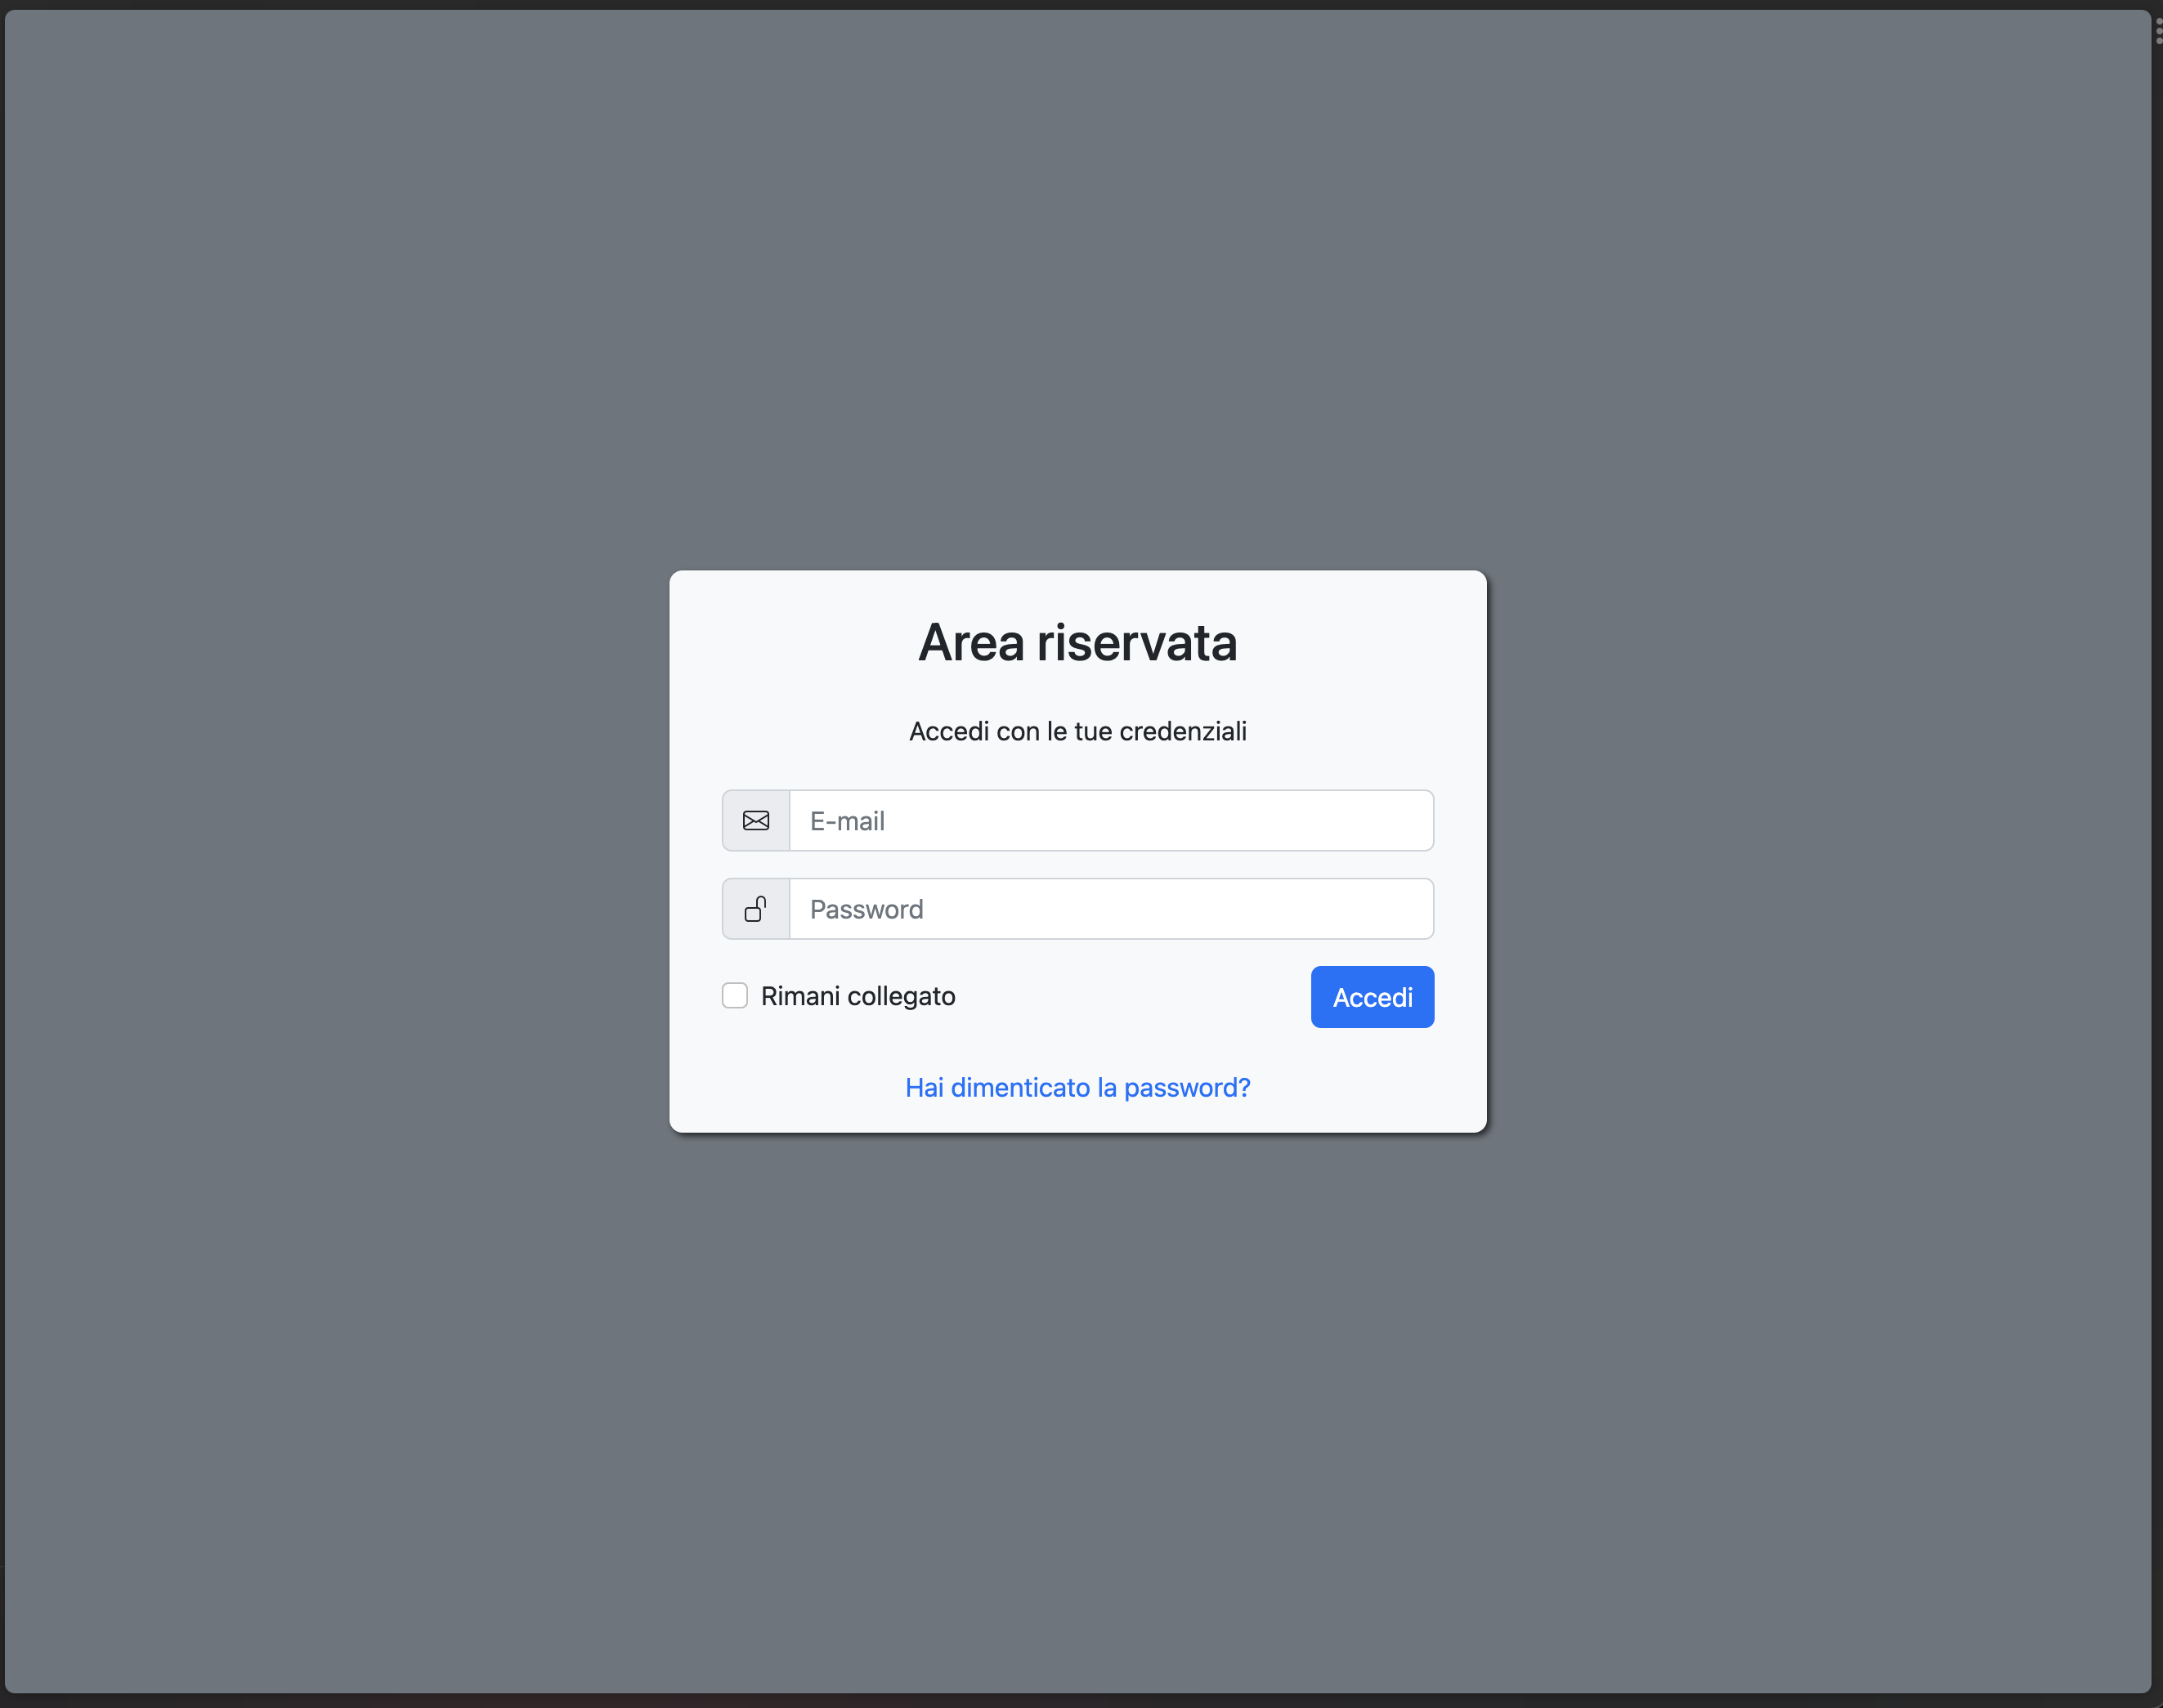 Area riservata
Accedi con le tue credenziali
E-mail
Password
Rimani collegato
Accedi
Hai dimenticato la password?